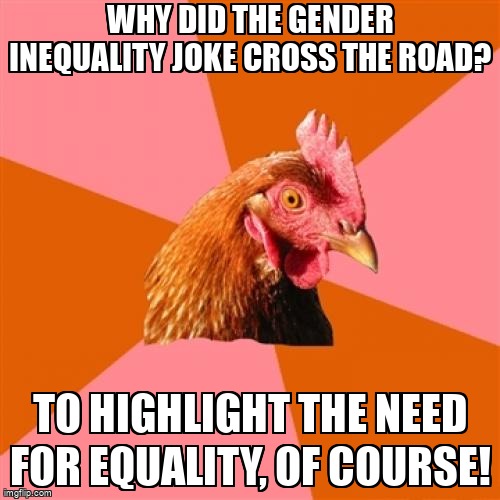 WHY DID THE GENDER
INEQUALITY JOKE CROSS THE ROAD?
TO HIGHLIGHT THE NEED
FOR EQUALITY, OF COURSE!
imgflip.com